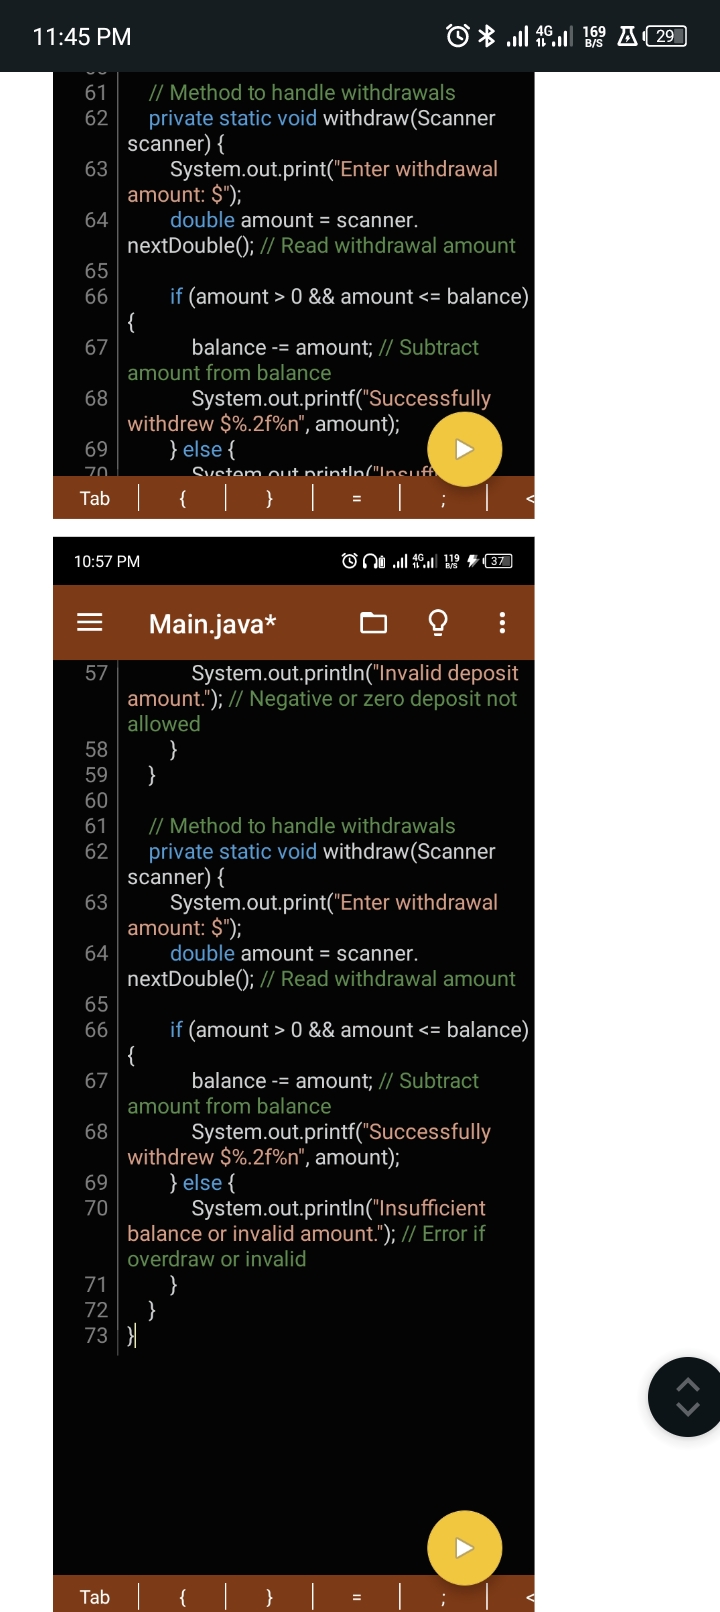 11:45 PM 4G 169 B/S 29
61 // Method to handle withdrawals
62 private static void withdraw(Scanner
scanner) {
63 System.out.print("Enter withdrawal
amount: $");
64 double amount = scanner.
nextDouble(); // Read withdrawal amount
65
66 if (amount > 0 && amount <= balance)
{
67 balance -= amount; // Subtract
amount from balance
68 System.out.printf("Successfully
withdrew $%.2f%n", amount);
69 } else {
70 System.out.println("Insuff
Tab { } = ; <
10:57 PM 4G 119 B/S 37
Main.java*
57 System.out.println("Invalid deposit
amount."); // Negative or zero deposit not
allowed
58 }
59 }
60
61 // Method to handle withdrawals
62 private static void withdraw(Scanner
scanner) {
63 System.out.print("Enter withdrawal
amount: $");
64 double amount = scanner.
nextDouble(); // Read withdrawal amount
65
66 if (amount > 0 && amount <= balance)
{
67 balance -= amount; // Subtract
amount from balance
68 System.out.printf("Successfully
withdrew $%.2f%n", amount);
69 } else {
70 System.out.println("Insufficient
balance or invalid amount."); // Error if
overdraw or invalid
71 }
72 }
73 }
Tab { } = ; <